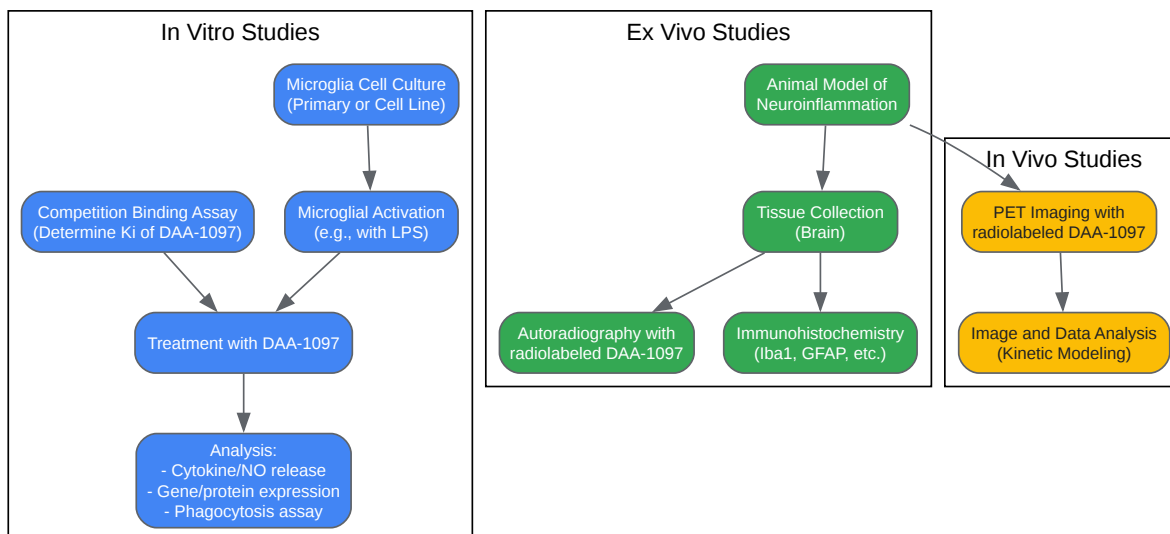 In Vitro Studies
Microglia Cell Culture
(Primary or Cell Line)
Competition Binding Assay
(Determine Ki of DAA-1097)
Microglial Activation
(e.g., with LPS)
Treatment with DAA-1097
Analysis:
- Cytokine/NO release
- Gene/protein expression
- Phagocytosis assay
Ex Vivo Studies
Animal Model of
Neuroinflammation
Tissue Collection
(Brain)
Autoradiography with
radiolabeled DAA-1097
Immunohistochemistry
(Iba1, GFAP, etc.)
In Vivo Studies
PET Imaging with
radiolabeled DAA-1097
Image and Data Analysis
(Kinetic Modeling)